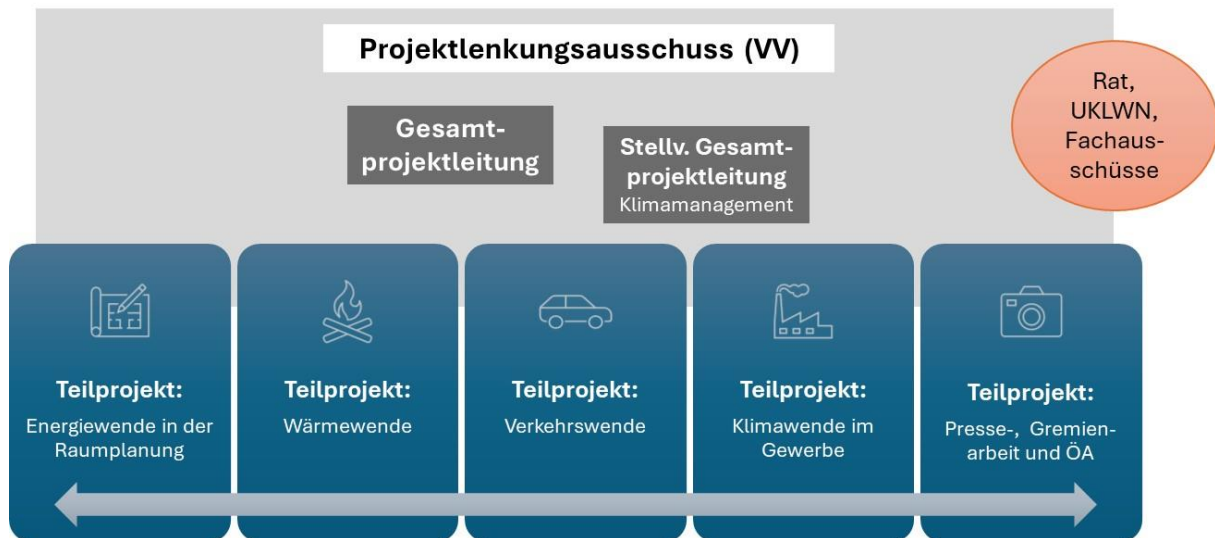 Projektlenkungsausschuss (VV)
Gesamt-
projektleitung
Stellv. Gesamt-
projektleitung
Klimamanagement
Rat,
UKLWN,
Fachaus-
schüsse
Teilprojekt:
Energiewende in der
Raumplanung
Teilprojekt:
Wärmewende
Teilprojekt:
Verkehrswende
Teilprojekt:
Klimawende im
Gewerbe
Teilprojekt:
Presse-, Gremien-
arbeit und ÖA